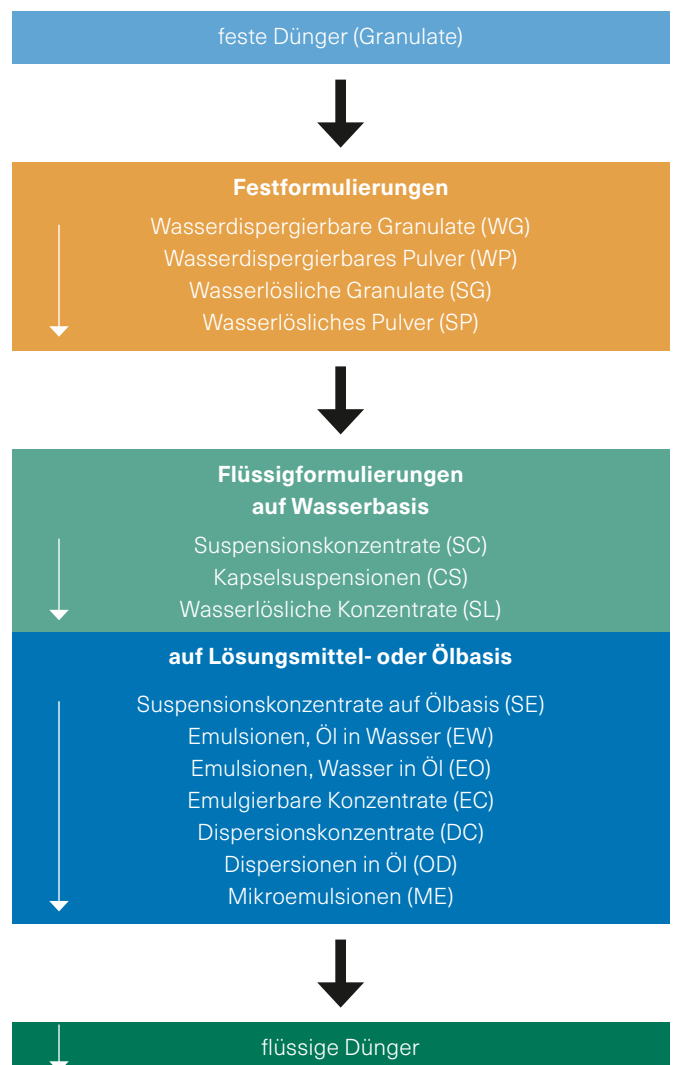 feste Dünger (Granulate)
Festformulierungen
Wasserdispergierbare Granulate (WG)
Wasserdispergierbares Pulver (WP)
Wasserlösliche Granulate (SG)
Wasserlösliches Pulver (SP)
Flüssigformulierungen
auf Wasserbasis
Suspensionskonzentrate (SC)
Kapselsuspensionen (CS)
Wasserlösliche Konzentrate (SL)
auf Lösungsmittel- oder Ölbasis
Suspensionskonzentrate auf Ölbasis (SE)
Emulsionen, Öl in Wasser (EW)
Emulsionen, Wasser in Öl (EO)
Emulgierbare Konzentrate (EC)
Dispersionskonzentrate (DC)
Dispersionen in Öl (OD)
Mikroemulsionen (ME)
flüssige Dünger